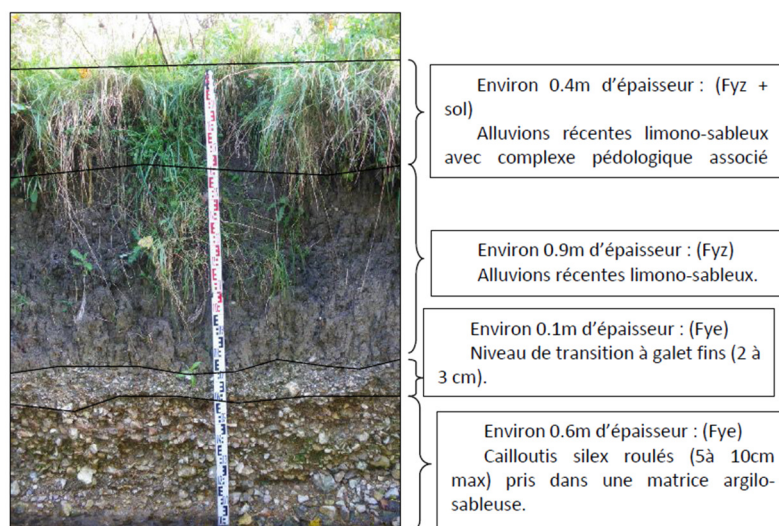 Environ 0.4m d'épaisseur : (Fyz +
sol)
Alluvions récentes limono-sableux
avec complexe pédologique associé
Environ 0.9m d'épaisseur : (Fyz)
Alluvions récentes limono-sableux.
Environ 0.1m d'épaisseur : (Fye)
Niveau de transition à galet fins (2 à
3 cm).
Environ 0.6m d'épaisseur : (Fye)
Cailloutis silex roulés (5à 10cm
max) pris dans une matrice argilo-
sableuse.